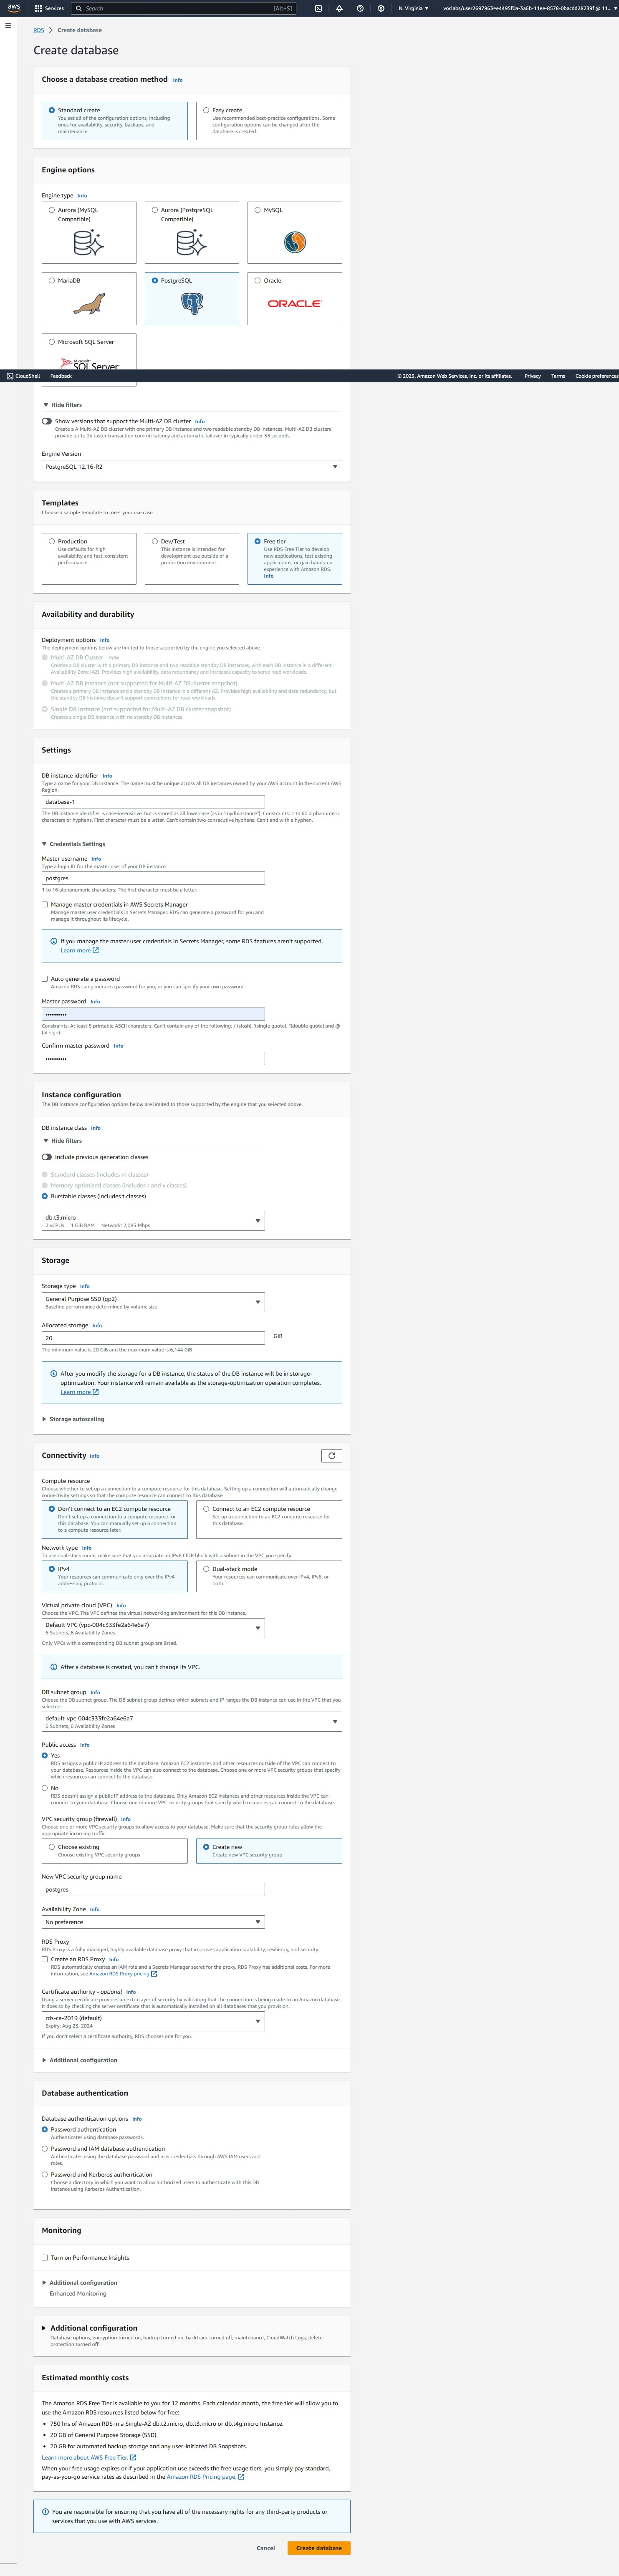 aws
Services
Search
[Alt+S]
N. Virginia
RDS > Create database
Create database
Choose a database creation method Info
Standard create
You set all of the configuration options, including
ones for availability, security, backups, and
maintenance.
Easy create
Use recommended best-practice configurations. Some
configuration options can be changed after the
database is created.
Engine options
Engine type Info
Aurora (MySQL
Compatible)
Aurora (PostgreSQL
Compatible)
MySQL
MariaDB
PostgreSQL
Oracle
ORACLE
Microsoft SQL Server
Microsoft
SQL Server
CloudShell Feedback © 2023, Amazon Web Services, Inc. or its affiliates. Privacy Terms Cookie preferences
Hide filters
Show versions that support the Multi-AZ DB cluster Info
Create a A Multi-AZ DB cluster with one primary DB instance and two readable standby DB instances. Multi-AZ DB clusters
provide up to 2x faster transaction commit latency and automatic failover in typically under 35 seconds.
Engine Version
PostgreSQL 12.16-R2
Templates
Choose a sample template to meet your use case.
Production
Use defaults for high
availability and fast, consistent
performance.
Dev/Test
This instance is intended for
development use outside of a
production environment.
Free tier
Use RDS Free Tier to develop
new applications, test existing
applications, or gain hands-on
experience with Amazon RDS.
Info
Availability and durability
Deployment options Info
The deployment options below are limited to those supported by the engine you selected above.
Multi-AZ DB Cluster - new
Creates a DB cluster with a primary DB instance and two readable standby DB instances, with each DB instance in a different
Availability Zone (AZ). Provides high availability, data redundancy and increases capacity to serve read workloads.
Multi-AZ DB instance (not supported for Multi-AZ DB cluster snapshot)
Creates a primary DB instance and a standby DB instance in a different AZ. Provides high availability and data redundancy, but
the standby DB instance doesn't support connections for read workloads.
Single DB instance (not supported for Multi-AZ DB cluster snapshot)
Creates a single DB instance with no standby DB instances.
Settings
DB instance identifier Info
Type a name for your DB instance. The name must be unique across all DB instances owned by your AWS account in the current AWS
Region.
database-1
The DB instance identifier is case-insensitive, but is stored as all lowercase (as in "mydbinstance"). Constraints: 1 to 60 alphanumeric
characters or hyphens. First character must be a letter. Can't contain two consecutive hyphens. Can't end with a hyphen.
Credentials Settings
Master username Info
Type a login ID for the master user of your DB instance.
postgres
1 to 16 alphanumeric characters. The first character must be a letter.
Manage master credentials in AWS Secrets Manager
Manage master user credentials in Secrets Manager. RDS can generate a password for you and
manage it throughout its lifecycle.
If you manage the master user credentials in Secrets Manager, some RDS features aren't supported.
Learn more
Auto generate a password
Amazon RDS can generate a password for you, or you can specify your own password.
Master password Info
••••••••••
Constraints: At least 8 printable ASCII characters. Can't contain any of the following: / (slash), '(single quote), "(double quote) and @
(at sign).
Confirm master password Info
••••••••••
Instance configuration
The DB instance configuration options below are limited to those supported by the engine that you selected above.
DB instance class Info
Hide filters
Include previous generation classes
Standard classes (includes m classes)
Memory optimized classes (includes r and x classes)
Burstable classes (includes t classes)
db.t3.micro
2 vCPUs 1 GiB RAM Network: 2,085 Mbps
Storage
Storage type Info
General Purpose SSD (gp2)
Baseline performance determined by volume size
Allocated storage Info
20
GiB
The minimum value is 20 GiB and the maximum value is 6,144 GiB
After you modify the storage for a DB instance, the status of the DB instance will be in storage-
optimization. Your instance will remain available as the storage-optimization operation completes.
Learn more
Storage autoscaling
Connectivity Info
Compute resource
Choose whether to set up a connection to a compute resource for this database. Setting up a connection will automatically change
connectivity settings so that the compute resource can connect to this database.
Don't connect to an EC2 compute resource
Don't set up a connection to a compute resource for
this database. You can manually set up a connection
to a compute resource later.
Connect to an EC2 compute resource
Set up a connection to an EC2 compute resource for
this database.
Network type Info
To use dual-stack mode, make sure that you associate an IPv6 CIDR block with a subnet in the VPC you specify.
IPv4
Your resources can communicate only over the IPv4
addressing protocol.
Dual-stack mode
Your resources can communicate over IPv4, IPv6, or
both.
Virtual private cloud (VPC) Info
Choose the VPC. The VPC defines the virtual networking environment for this DB instance.
Default VPC (vpc-004c333fe2a64e6a7)
6 Subnets, 6 Availability Zones
Only VPCs with a corresponding DB subnet group are listed.
After a database is created, you can't change its VPC.
DB subnet group Info
Choose the DB subnet group. The DB subnet group defines which subnets and IP ranges the DB instance can use in the VPC that you
selected.
default-vpc-004c333fe2a64e6a7
6 Subnets, 6 Availability Zones
Public access Info
Yes
RDS assigns a public IP address to the database. Amazon EC2 instances and other resources outside of the VPC can connect to
your database. Resources inside the VPC can also connect to the database. Choose one or more VPC security groups that specify
which resources can connect to the database.
No
RDS doesn't assign a public IP address to the database. Only Amazon EC2 instances and other resources inside the VPC can
connect to your database. Choose one or more VPC security groups that specify which resources can connect to the database.
VPC security group (firewall) Info
Choose one or more VPC security groups to allow access to your database. Make sure that the security group rules allow the
appropriate incoming traffic.
Choose existing
Choose existing VPC security groups
Create new
Create new VPC security group
New VPC security group name
postgres
Availability Zone Info
No preference
RDS Proxy
RDS Proxy is a fully managed, highly available database proxy that improves application scalability, resiliency, and security.
Create an RDS Proxy Info
RDS automatically creates an IAM role and a Secrets Manager secret for the proxy. RDS Proxy has additional costs. For more
information, see Amazon RDS Proxy pricing
Certificate authority - optional Info
Using a server certificate provides an extra layer of security by validating that the connection is being made to an Amazon database.
It does so by checking the server certificate that is automatically installed on all databases that you provision.
rds-ca-2019 (default)
Expiry: Aug 23, 2024
If you don't select a certificate authority, RDS chooses one for you.
Additional configuration
Database authentication
Database authentication options Info
Password authentication
Authenticates using database passwords.
Password and IAM database authentication
Authenticates using the database password and user credentials through AWS IAM users and
roles.
Password and Kerberos authentication
Choose a directory in which you want to allow authorized users to authenticate with this DB
instance using Kerberos Authentication.
Monitoring
Turn on Performance Insights
Additional configuration
Enhanced Monitoring
Additional configuration
Database options, encryption turned on, backup turned on, backtrack turned off, maintenance, CloudWatch Logs, delete
protection turned off.
Estimated monthly costs
The Amazon RDS Free Tier is available to you for 12 months. Each calendar month, the free tier will allow you to
use the Amazon RDS resources listed below for free:
• 750 hrs of Amazon RDS in a Single-AZ db.t2.micro, db.t3.micro or db.t4g.micro Instance.
• 20 GB of General Purpose Storage (SSD).
• 20 GB for automated backup storage and any user-initiated DB Snapshots.
Learn more about AWS Free Tier.
When your free usage expires or if your application use exceeds the free usage tiers, you simply pay standard,
pay-as-you-go service rates as described in the Amazon RDS Pricing page.
You are responsible for ensuring that you have all of the necessary rights for any third-party products or
services that you use with AWS services.
Cancel
Create database